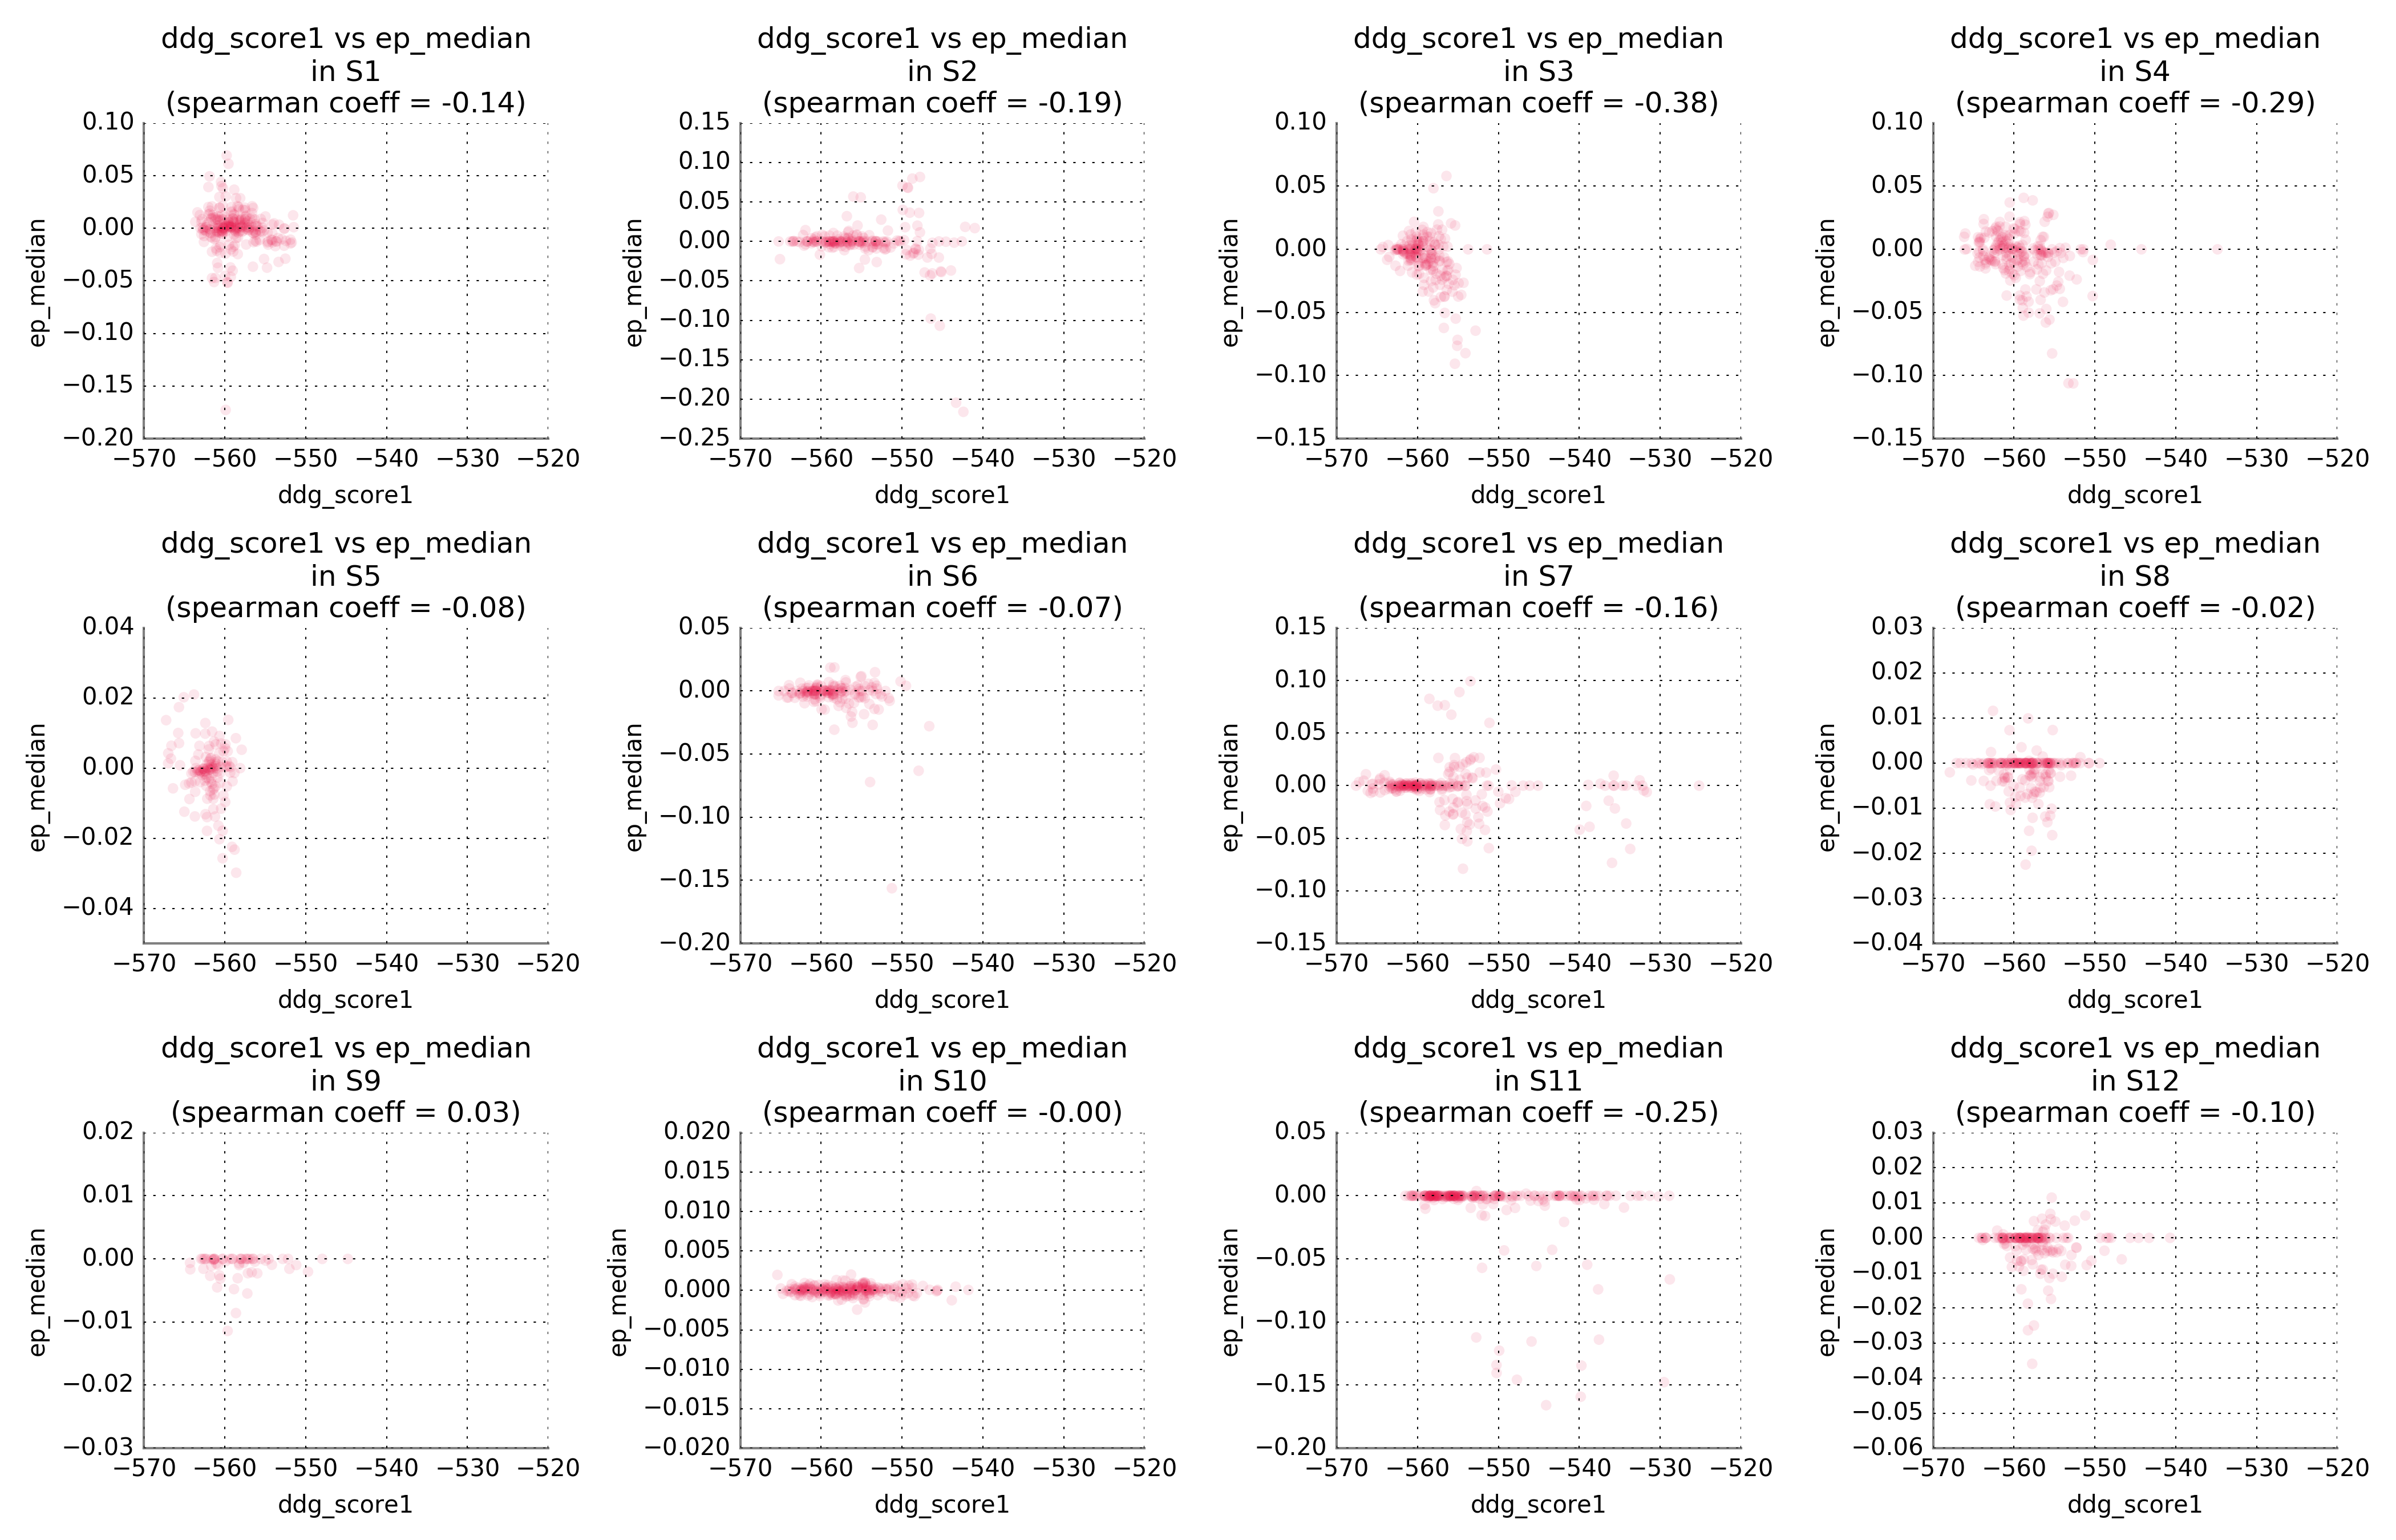 ddg_score1 vs ep_median
in S1
(spearman coeff = -0.14)
0.10
0.05
0.00
−0.05
−0.10
−0.15
−0.20
−570 −560 −550 −540 −530 −520
ep_median
ddg_score1
ddg_score1 vs ep_median
in S2
(spearman coeff = -0.19)
0.15
0.10
0.05
0.00
−0.05
−0.10
−0.15
−0.20
−0.25
−570 −560 −550 −540 −530 −520
ep_median
ddg_score1
ddg_score1 vs ep_median
in S3
(spearman coeff = -0.38)
0.10
0.05
0.00
−0.05
−0.10
−0.15
−570 −560 −550 −540 −530 −520
ep_median
ddg_score1
ddg_score1 vs ep_median
in S4
(spearman coeff = -0.29)
0.10
0.05
0.00
−0.05
−0.10
−0.15
−570 −560 −550 −540 −530 −520
ep_median
ddg_score1
ddg_score1 vs ep_median
in S5
(spearman coeff = -0.08)
0.04
0.02
0.00
−0.02
−0.04
−570 −560 −550 −540 −530 −520
ep_median
ddg_score1
ddg_score1 vs ep_median
in S6
(spearman coeff = -0.07)
0.05
0.00
−0.05
−0.10
−0.15
−0.20
−570 −560 −550 −540 −530 −520
ep_median
ddg_score1
ddg_score1 vs ep_median
in S7
(spearman coeff = -0.16)
0.15
0.10
0.05
0.00
−0.05
−0.10
−0.15
−570 −560 −550 −540 −530 −520
ep_median
ddg_score1
ddg_score1 vs ep_median
in S8
(spearman coeff = -0.02)
0.03
0.02
0.01
0.00
−0.01
−0.02
−0.03
−0.04
−570 −560 −550 −540 −530 −520
ep_median
ddg_score1
ddg_score1 vs ep_median
in S9
(spearman coeff = 0.03)
0.02
0.01
0.00
−0.01
−0.02
−0.03
−570 −560 −550 −540 −530 −520
ep_median
ddg_score1
ddg_score1 vs ep_median
in S10
(spearman coeff = -0.00)
0.020
0.015
0.010
0.005
0.000
−0.005
−0.010
−0.015
−0.020
−570 −560 −550 −540 −530 −520
ep_median
ddg_score1
ddg_score1 vs ep_median
in S11
(spearman coeff = -0.25)
0.05
0.00
−0.05
−0.10
−0.15
−0.20
−570 −560 −550 −540 −530 −520
ep_median
ddg_score1
ddg_score1 vs ep_median
in S12
(spearman coeff = -0.10)
0.03
0.02
0.01
0.00
−0.01
−0.02
−0.03
−0.04
−0.05
−0.06
−570 −560 −550 −540 −530 −520
ep_median
ddg_score1